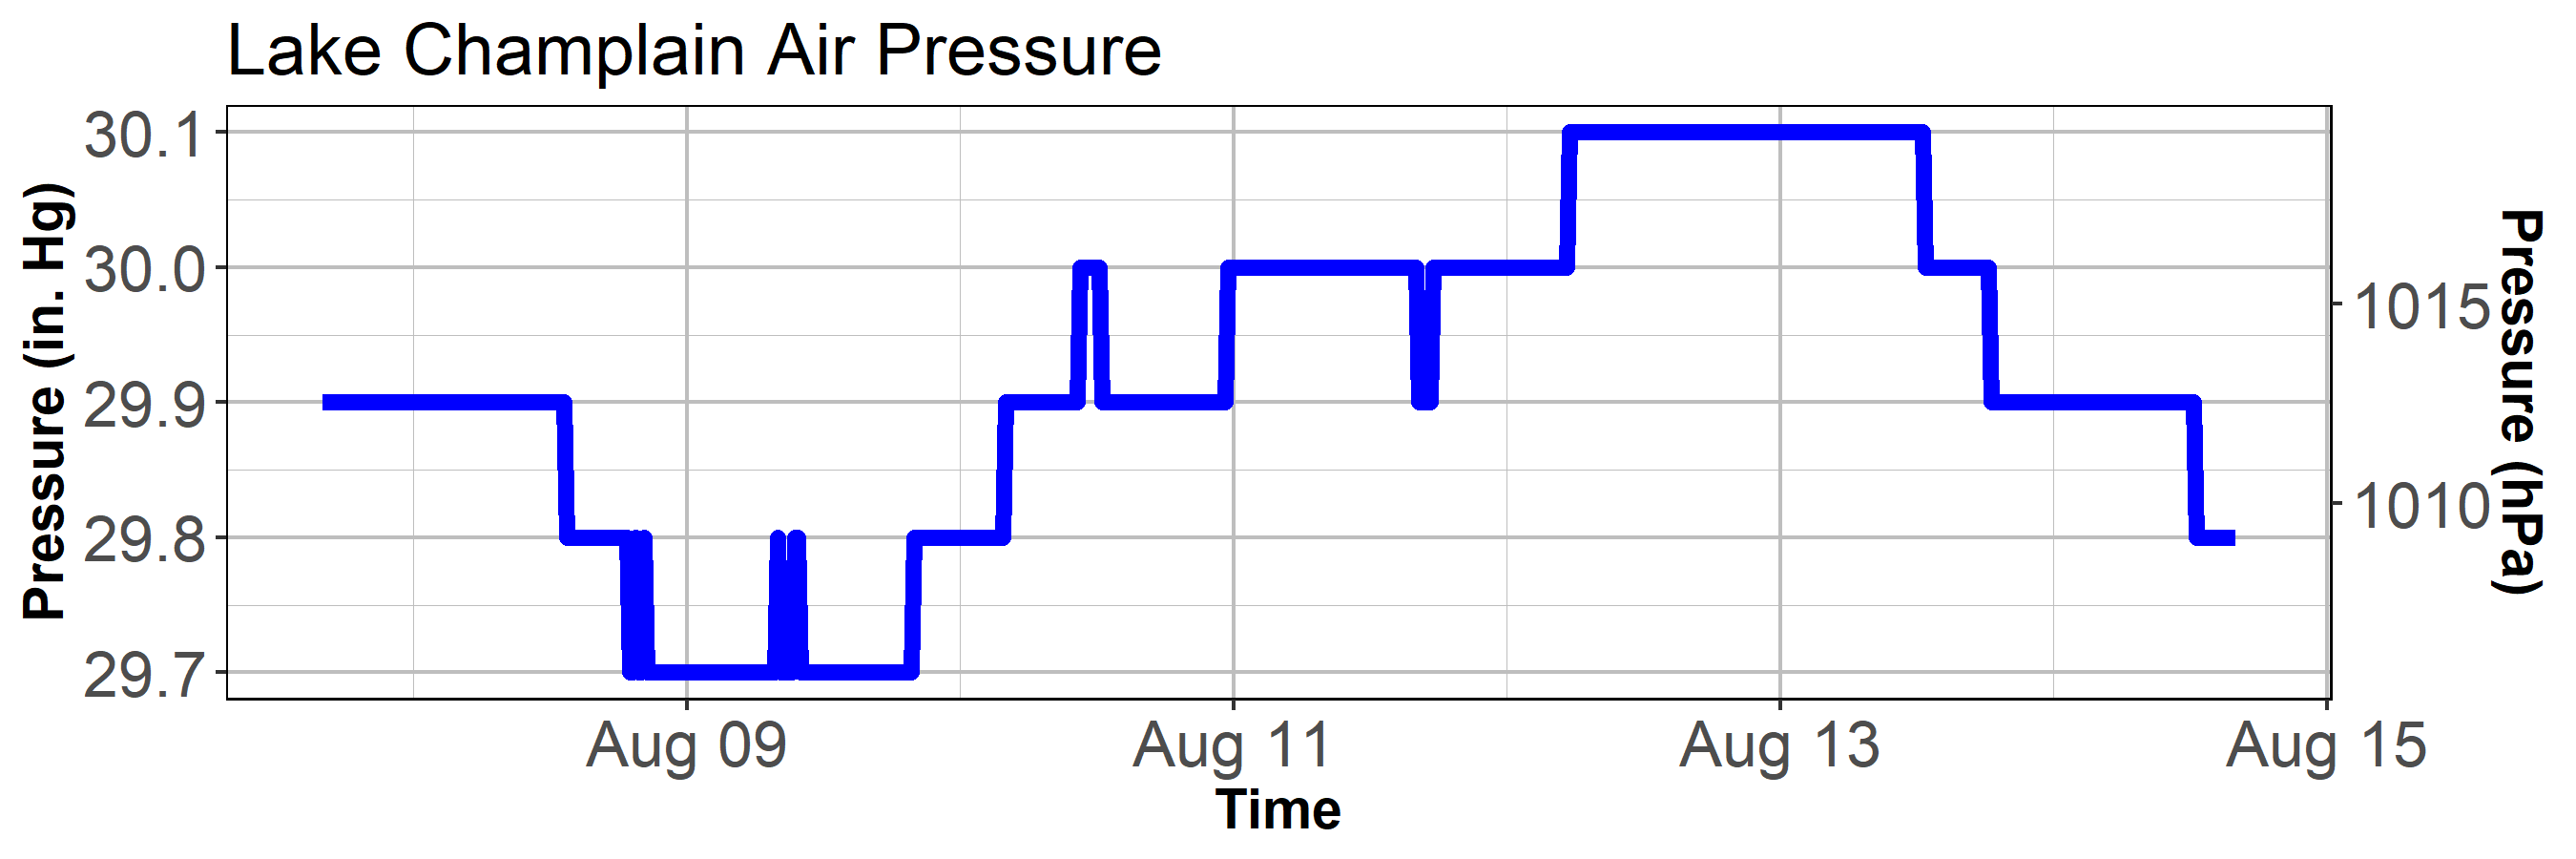 Lake Champlain Air Pressure
Pressure (in. Hg)
30.1
30.0
29.9
29.8
29.7
1015
1010
Pressure (hPa)
Aug 09
Aug 11
Aug 13
Aug 15
Time